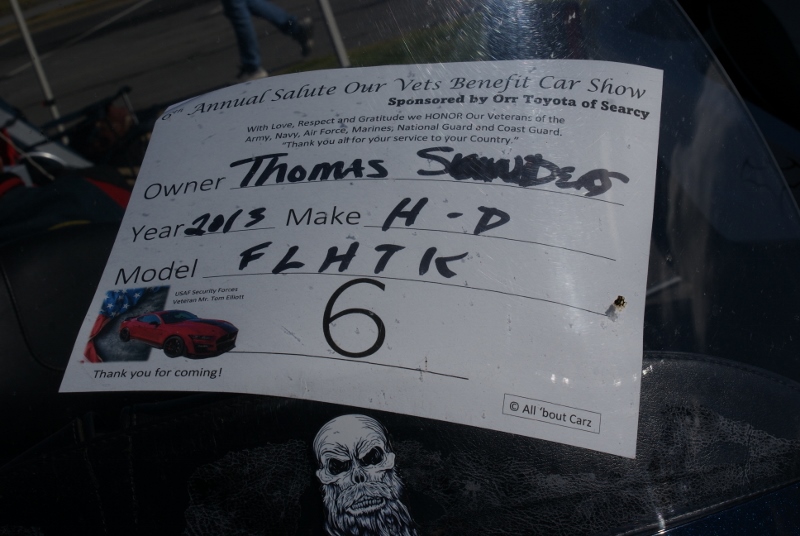 6th Annual Salute Our Vets Benefit Car Show
Sponsored by Orr Toyota of Searcy
With Love, Respect and Gratitude we HONOR Our Veterans of the
Army, Navy, Air Force, Marines, National Guard and Coast Guard.
"Thank you all for your service to your Country."
Owner Thomas
Year 2013 Make H-D
Model FLHTK
USAF Security Forces
Veteran Mr. Tom Elliott
6
Thank you for coming!
© All 'bout Carz